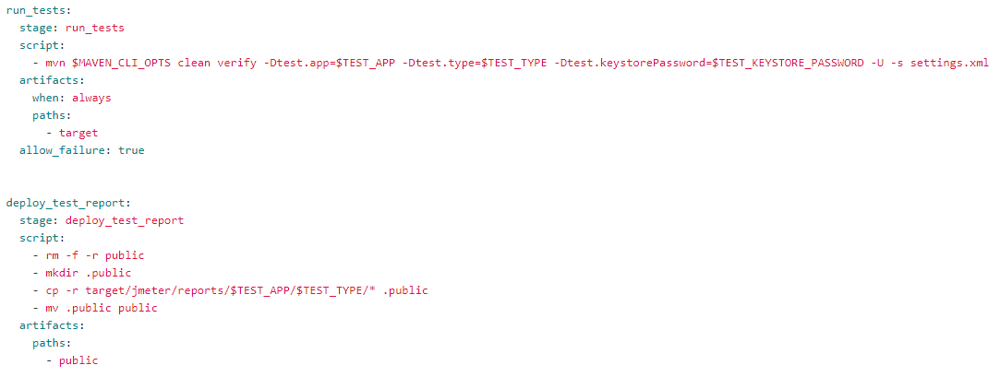 run_tests:
  stage: run_tests
  script:
    - mvn $MAVEN_CLI_OPTS clean verify -Dtest.app=$TEST_APP -Dtest.type=$TEST_TYPE -Dtest.keystorePassword=$TEST_KEYSTORE_PASSWORD -U -s settings.xml
  artifacts:
    when: always
    paths:
      - target
  allow_failure: true
deploy_test_report:
  stage: deploy_test_report
  script:
    - rm -f -r public
    - mkdir .public
    - cp -r target/jmeter/reports/$TEST_APP/$TEST_TYPE/* .public
    - mv .public public
  artifacts:
    paths:
      - public